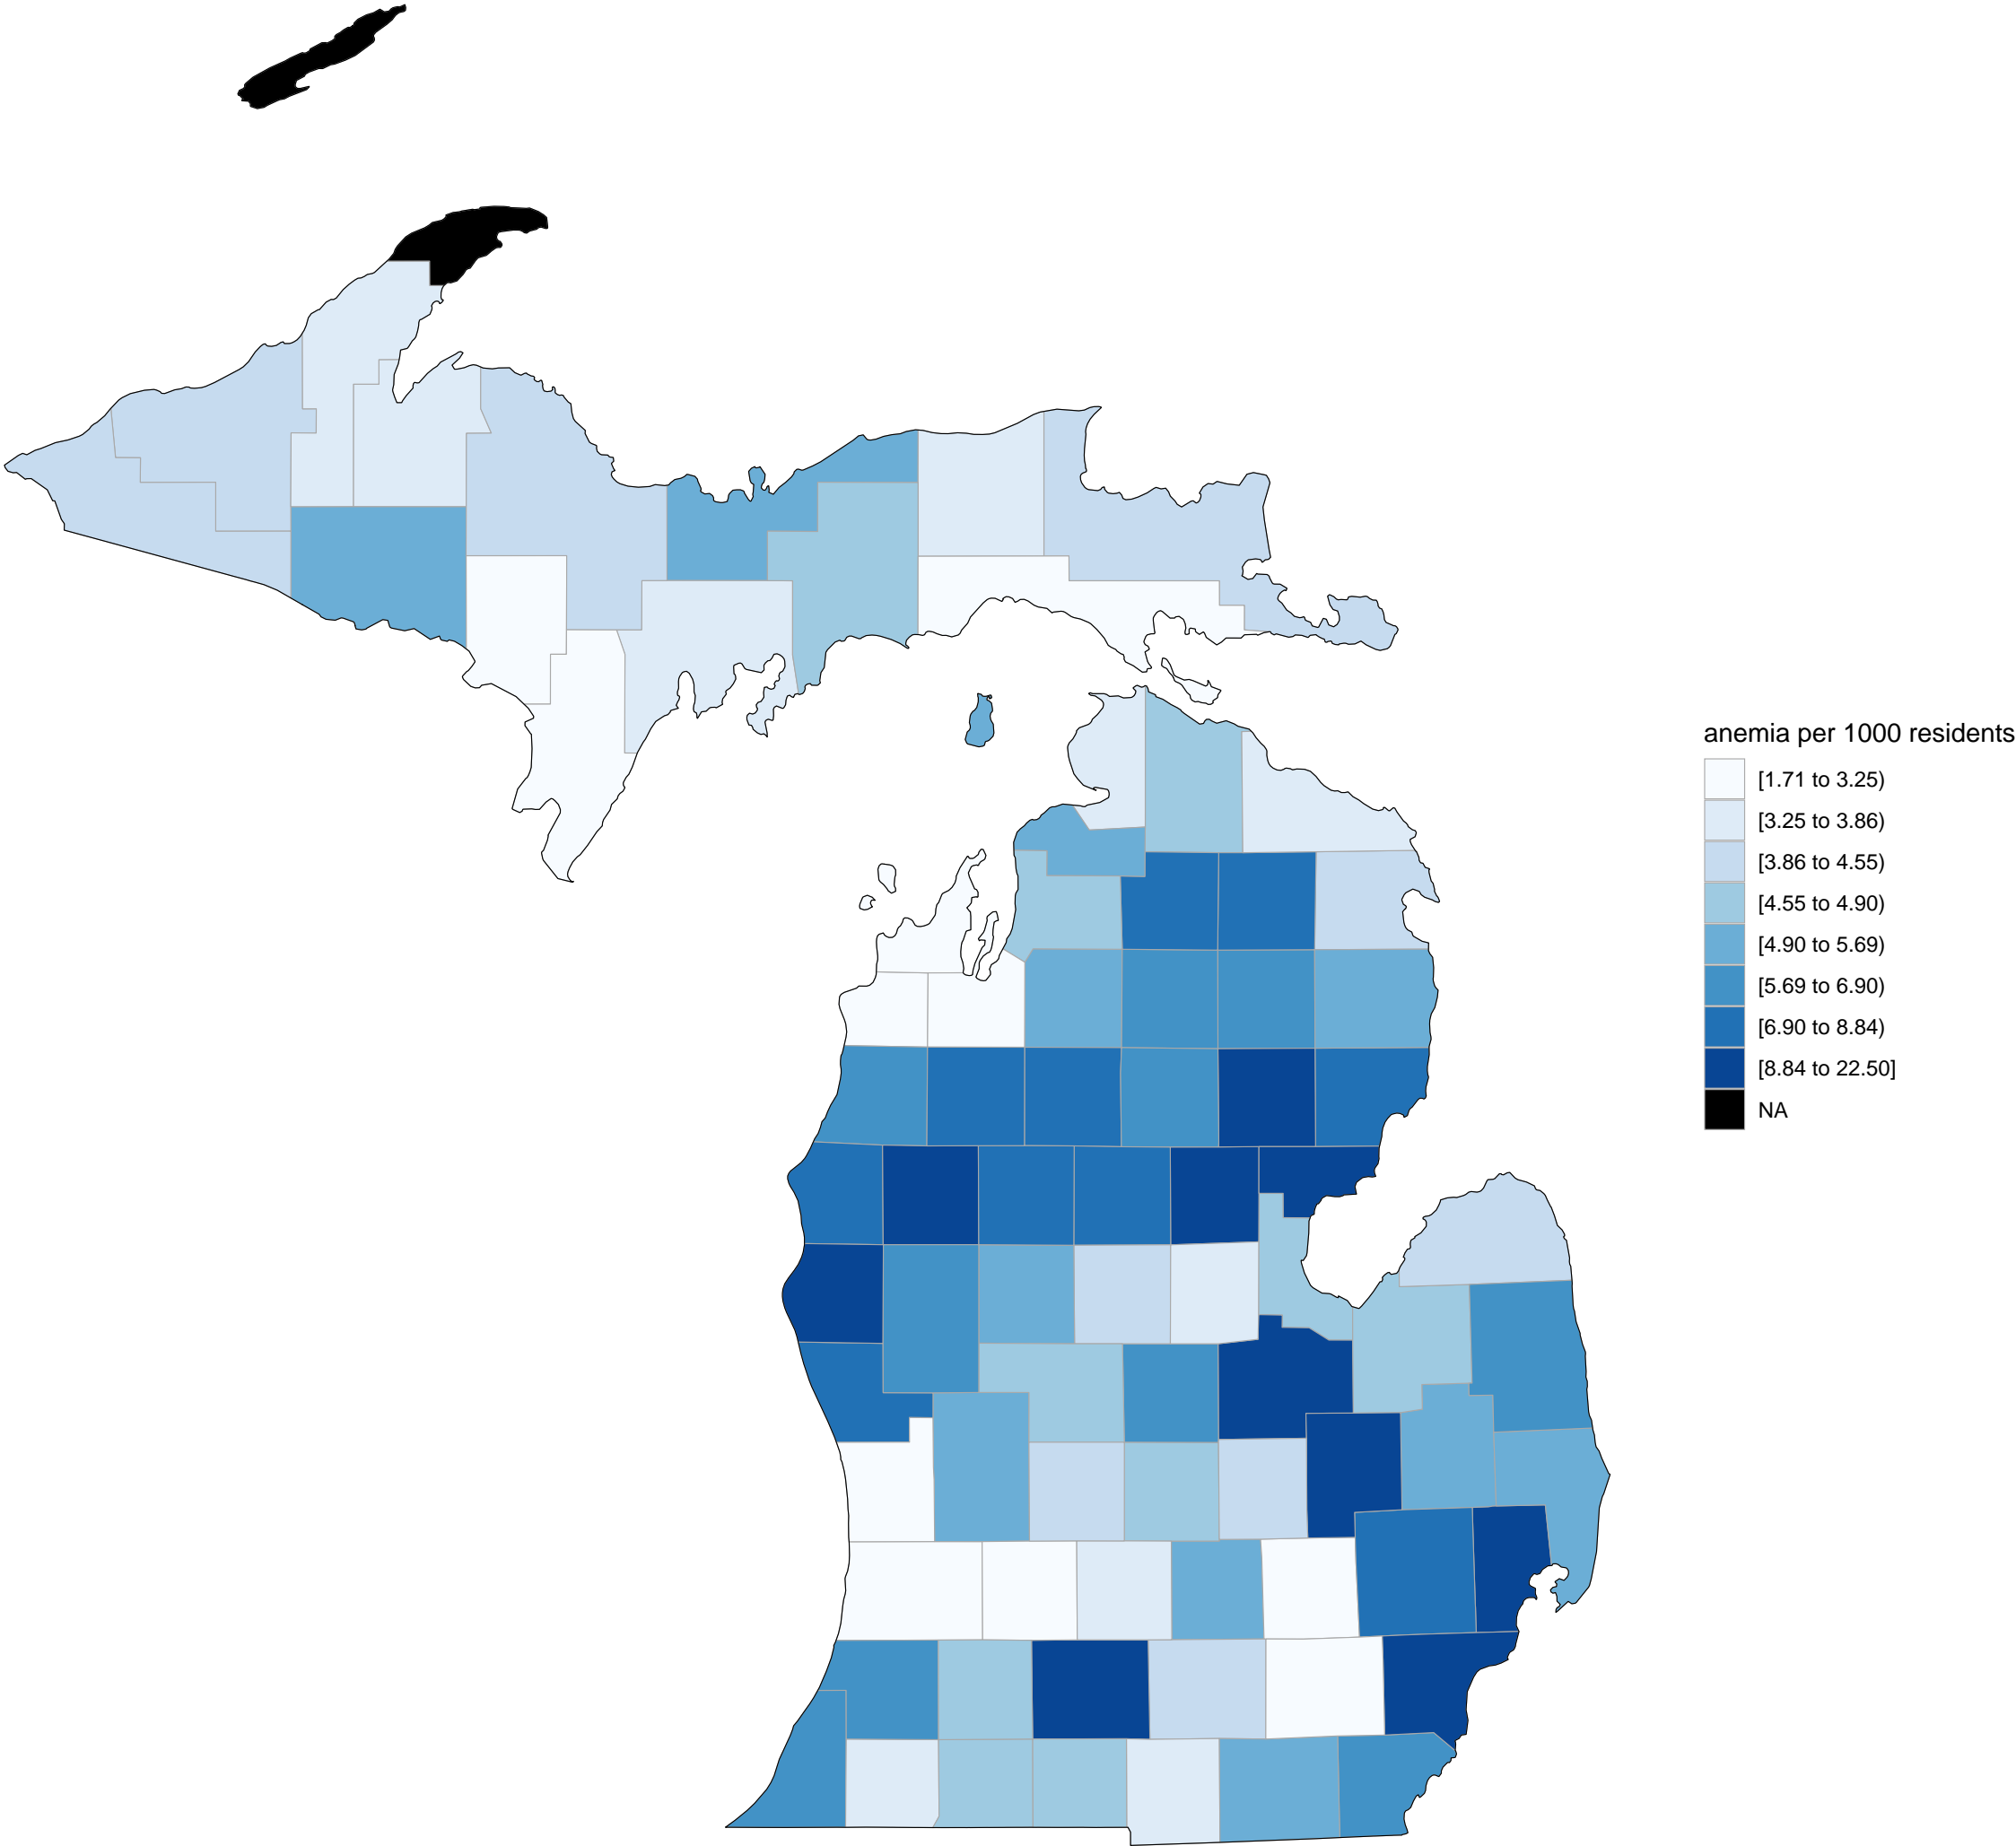 anemia per 1000 residents
[1.71 to 3.25)
[3.25 to 3.86)
[3.86 to 4.55)
[4.55 to 4.90)
[4.90 to 5.69)
[5.69 to 6.90)
[6.90 to 8.84)
[8.84 to 22.50]
NA